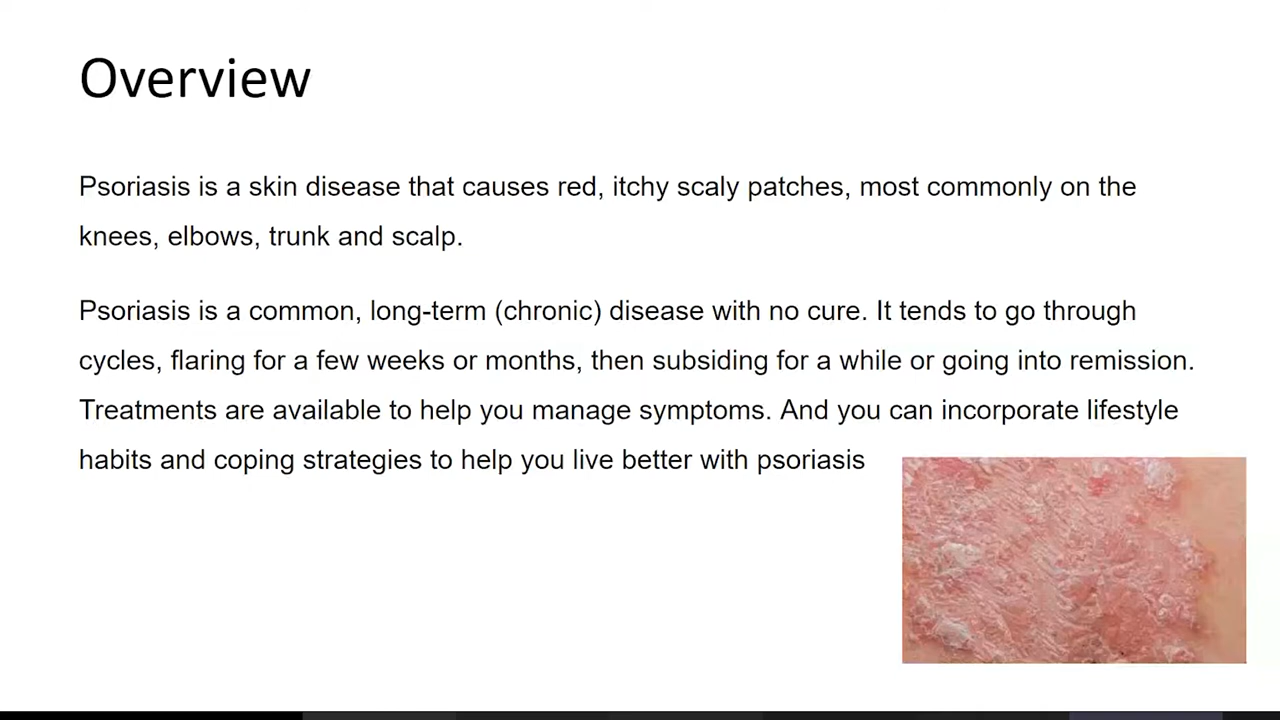 Overview
Psoriasis is a skin disease that causes red, itchy scaly patches, most commonly on the
knees, elbows, trunk and scalp.
Psoriasis is a common, long-term (chronic) disease with no cure. It tends to go through
cycles, flaring for a few weeks or months, then subsiding for a while or going into remission.
Treatments are available to help you manage symptoms. And you can incorporate lifestyle
habits and coping strategies to help you live better with psoriasis